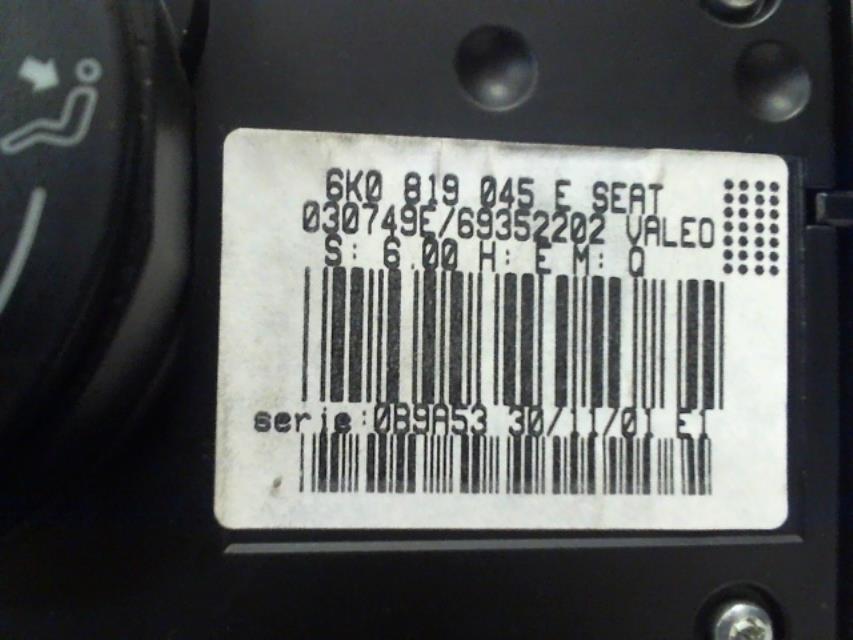 6K0 819 045 E SEAT
030749E/69352202 VALEO
S: 6.00 H: E M: Q
serie:0B9A53 30/11/01 E1